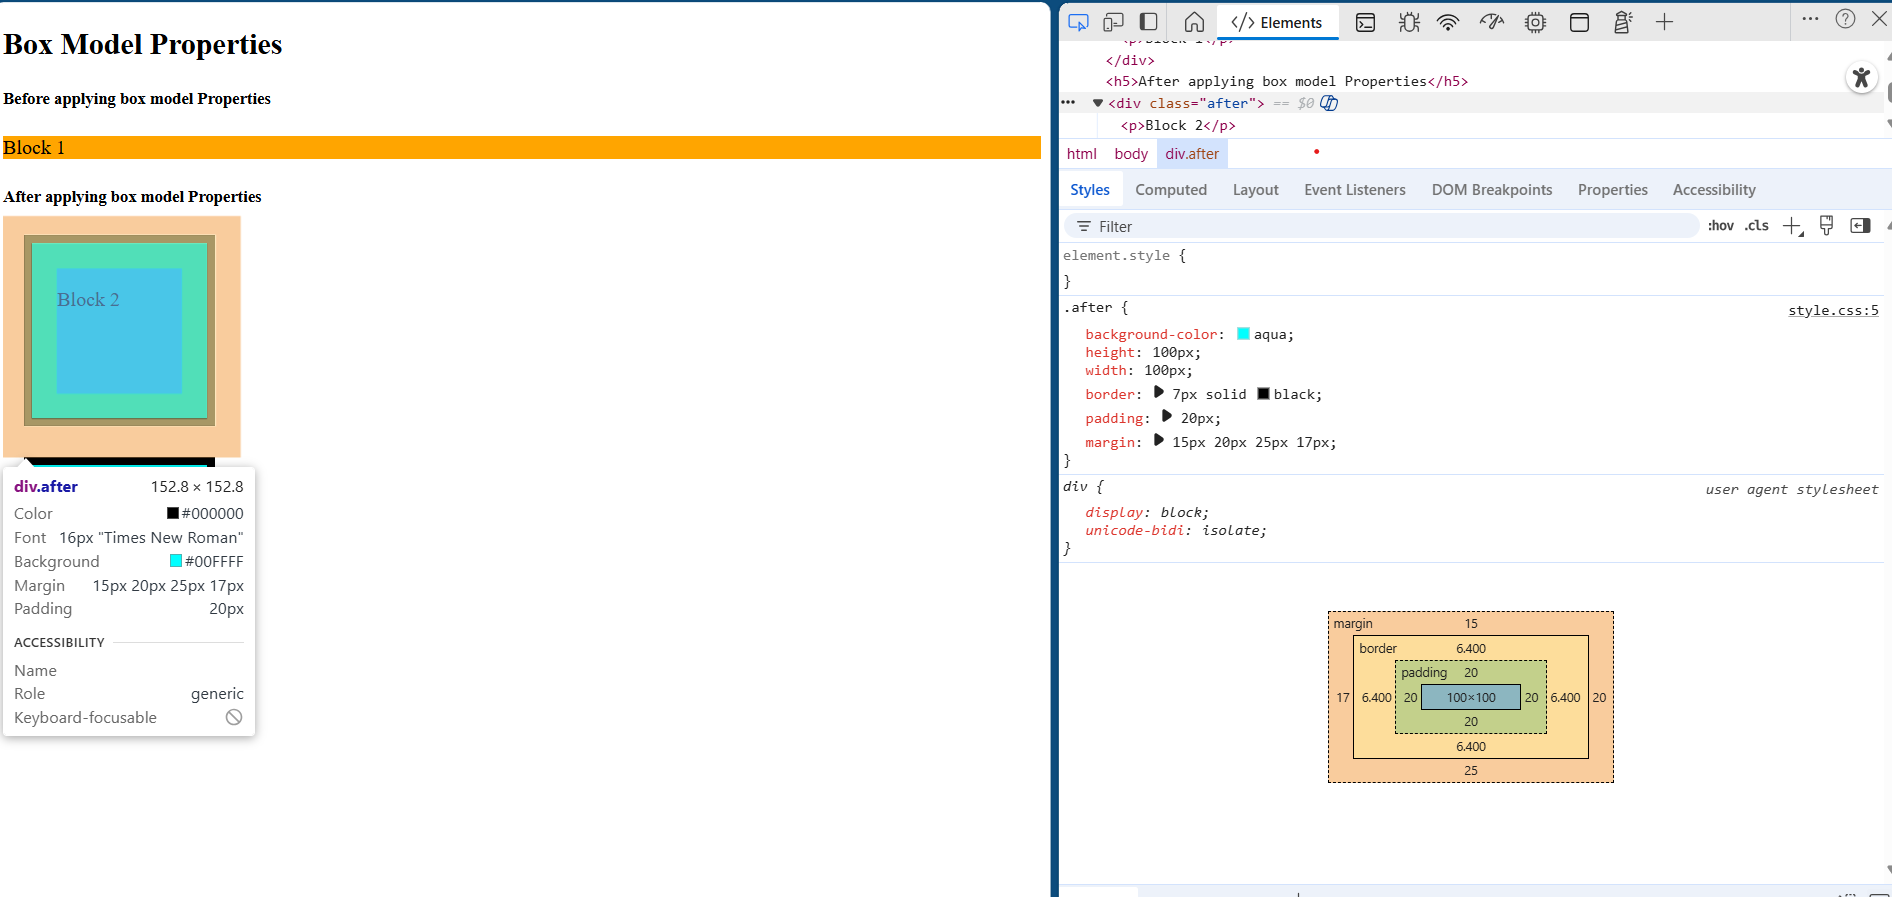 Box Model Properties
Before applying box model Properties
Block 1
After applying box model Properties
Block 2
div.after 152.8 × 152.8
Color #000000
Font 16px "Times New Roman"
Background #00FFFF
Margin 15px 20px 25px 17px
Padding 20px
ACCESSIBILITY
Name
Role generic
Keyboard-focusable
Elements
<p>Block 1</p>
</div>
<h5>After applying box model Properties</h5>
<div class="after"> == $0
<p>Block 2</p>
html body div.after
Styles Computed Layout Event Listeners DOM Breakpoints Properties Accessibility
Filter :hov .cls
element.style {
}
.after { style.css:5
background-color: aqua;
height: 100px;
width: 100px;
border: 7px solid black;
padding: 20px;
margin: 15px 20px 25px 17px;
}
div { user agent stylesheet
display: block;
unicode-bidi: isolate;
}
margin 15
border 6.400
padding 20
17 6.400 20 100×100 20 6.400 20
20
6.400
25